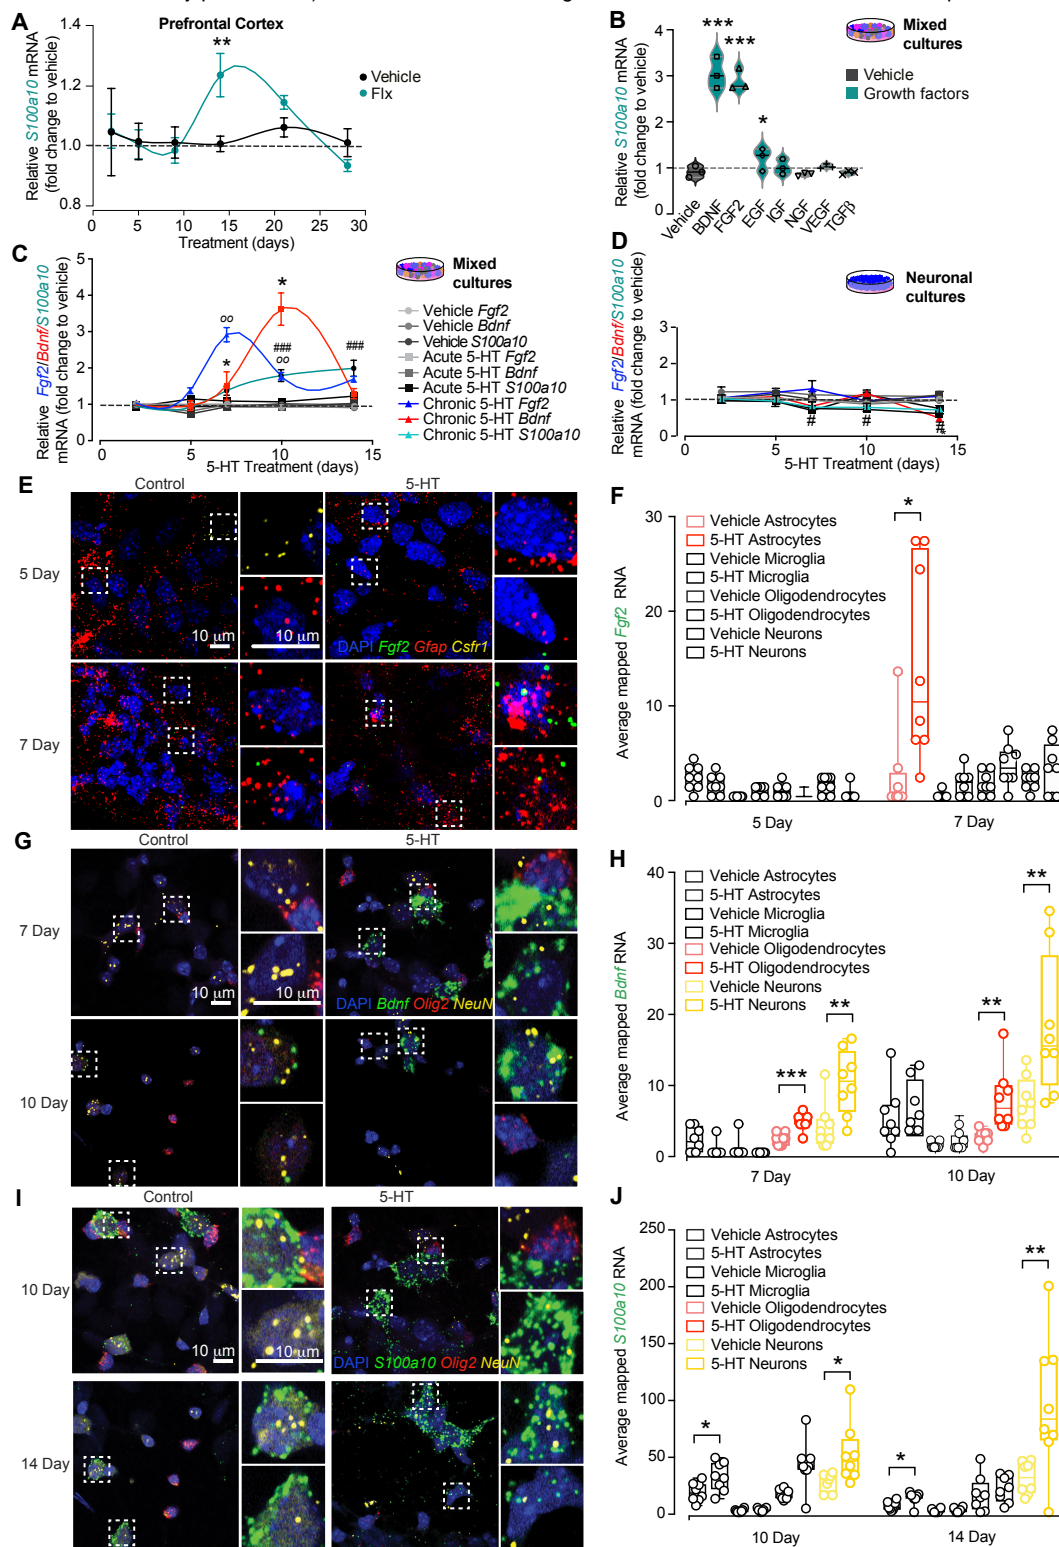 A
Prefrontal Cortex
Relative S100a10 mRNA
(fold change to vehicle)
1.4
1.2
1.0
0.8
**
Vehicle
Flx
0 5 10 15 20 25 30
Treatment (days)
B
Relative S100a10 mRNA
(fold change to vehicle)
4
3
2
1
0
***
***
*
Mixed
cultures
Vehicle
Growth factors
Vehicle
BDNF
FGF2
EGF
IGF
NGF
VEGF
TGFβ
C
Relative Fgf2/Bdnf/S100a10
mRNA (fold change to vehicle)
5
4
3
2
1
0
oo
*
*
###
oo
###
0 5 10 15
5-HT Treatment (days)
Mixed
cultures
Vehicle Fgf2
Vehicle Bdnf
Vehicle S100a10
Acute 5-HT Fgf2
Acute 5-HT Bdnf
Acute 5-HT S100a10
Chronic 5-HT Fgf2
Chronic 5-HT Bdnf
Chronic 5-HT S100a10
D
Relative Fgf2/Bdnf/S100a10
mRNA (fold change to vehicle)
3
2
1
0
# # #
0 5 10 15
5-HT Treatment (days)
Neuronal
cultures
E
Control 5-HT
5 Day
10 µm 10 µm
DAPI Fgf2 Gfap Csfr1
7 Day
F
Average mapped Fgf2 RNA
30
20
10
0
Vehicle Astrocytes
5-HT Astrocytes
Vehicle Microglia
5-HT Microglia
Vehicle Oligodendrocytes
5-HT Oligodendrocytes
Vehicle Neurons
5-HT Neurons
*
5 Day 7 Day
G
Control 5-HT
7 Day
10 µm 10 µm
DAPI Bdnf Olig2 NeuN
10 Day
H
Average mapped Bdnf RNA
40
30
20
10
0
Vehicle Astrocytes
5-HT Astrocytes
Vehicle Microglia
5-HT Microglia
Vehicle Oligodendrocytes
5-HT Oligodendrocytes
Vehicle Neurons
5-HT Neurons
***
**
**
**
7 Day 10 Day
I
Control 5-HT
10 Day
10 µm 10 µm
DAPI S100a10 Olig2 NeuN
14 Day
J
Average mapped S100a10 RNA
250
200
150
100
50
0
Vehicle Astrocytes
5-HT Astrocytes
Vehicle Microglia
5-HT Microglia
Vehicle Oligodendrocytes
5-HT Oligodendrocytes
Vehicle Neurons
5-HT Neurons
*
*
*
**
10 Day 14 Day